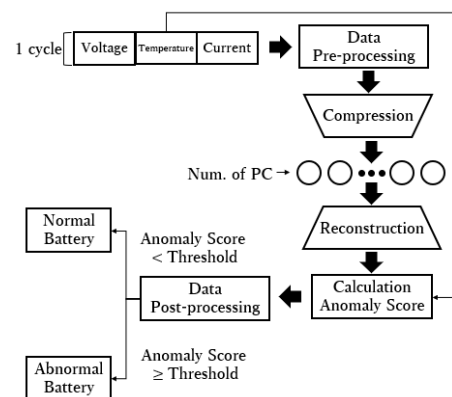 1 cycle
Voltage
Temperature
Current
Data
Pre-processing
Compression
Num. of PC
Reconstruction
Normal
Battery
Anomaly Score
< Threshold
Data
Post-processing
Calculation
Anomaly Score
Anomaly Score
≥ Threshold
Abnormal
Battery